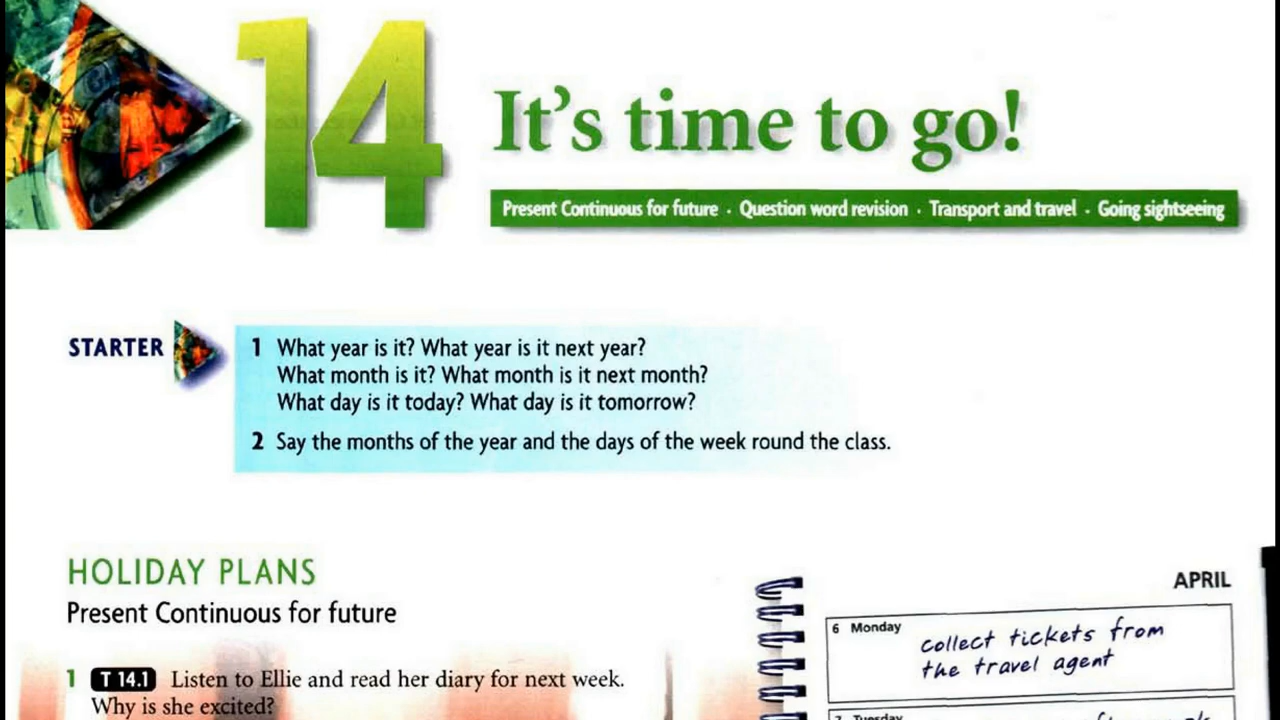 14
It's time to go!
Present Continuous for future · Question word revision · Transport and travel · Going sightseeing
STARTER
1 What year is it? What year is it next year?
What month is it? What month is it next month?
What day is it today? What day is it tomorrow?
2 Say the months of the year and the days of the week round the class.
HOLIDAY PLANS
Present Continuous for future
1 T 14.1 Listen to Ellie and read her diary for next week.
Why is she excited?
APRIL
6 Monday
collect tickets from
the travel agent
7 Tuesday